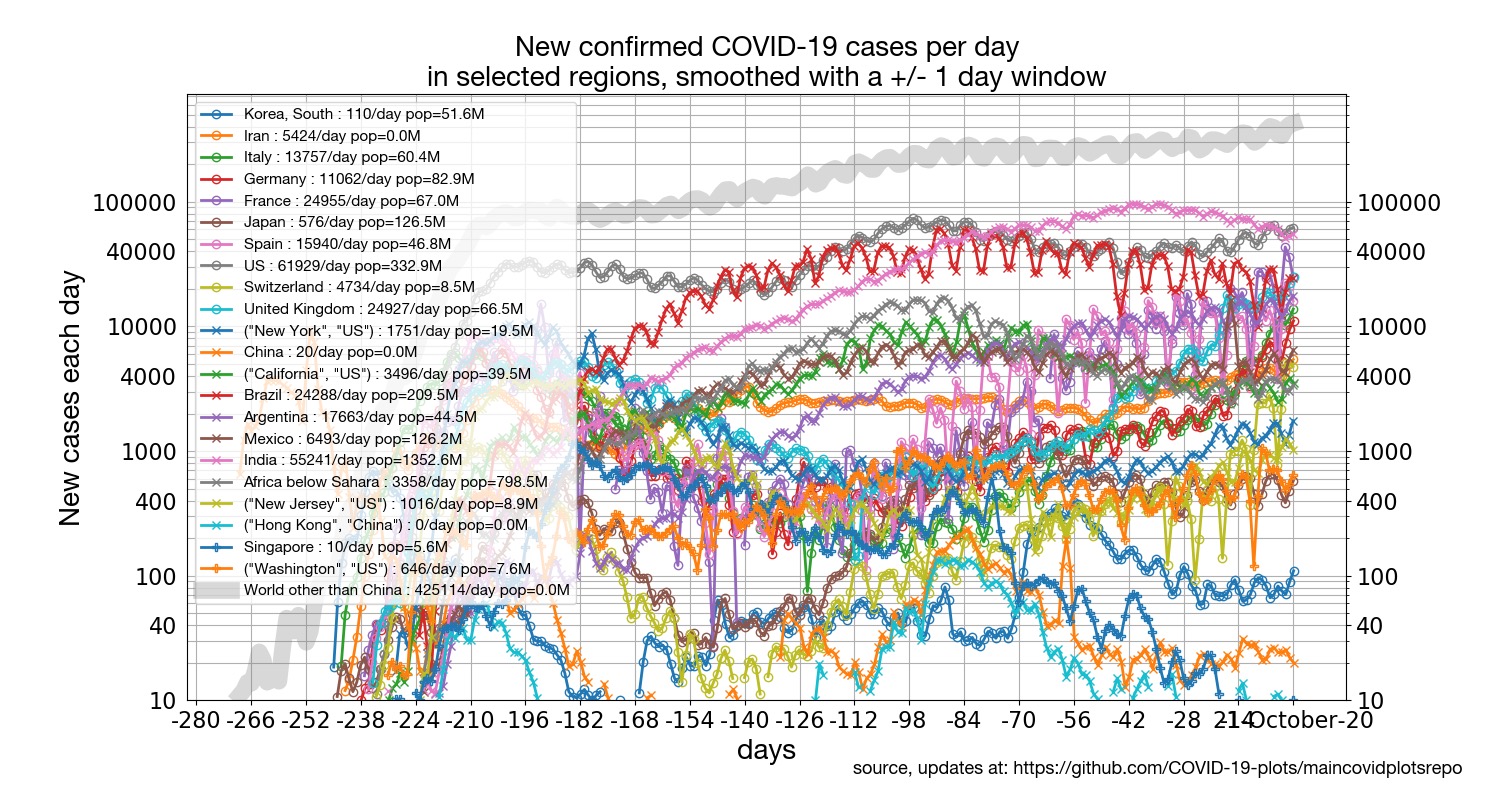 New confirmed COVID-19 cases per day
in selected regions, smoothed with a +/- 1 day window
New cases each day
100000
40000
10000
4000
1000
400
100
40
10
Korea, South : 110/day pop=51.6M
Iran : 5424/day pop=0.0M
Italy : 13757/day pop=60.4M
Germany : 11062/day pop=82.9M
France : 24955/day pop=67.0M
Japan : 576/day pop=126.5M
Spain : 15940/day pop=46.8M
US : 61929/day pop=332.9M
Switzerland : 4734/day pop=8.5M
United Kingdom : 24927/day pop=66.5M
("New York", "US") : 1751/day pop=19.5M
China : 20/day pop=0.0M
("California", "US") : 3496/day pop=39.5M
Brazil : 24288/day pop=209.5M
Argentina : 17663/day pop=44.5M
Mexico : 6493/day pop=126.2M
India : 55241/day pop=1352.6M
Africa below Sahara : 3358/day pop=798.5M
("New Jersey", "US") : 1016/day pop=8.9M
("Hong Kong", "China") : 0/day pop=0.0M
Singapore : 10/day pop=5.6M
("Washington", "US") : 646/day pop=7.6M
World other than China : 425114/day pop=0.0M
100000
40000
10000
4000
1000
400
100
40
10
-280 -266 -252 -238 -224 -210 -196 -182 -168 -154 -140 -126 -112 -98 -84 -70 -56 -42 -28 -14 21-October-20
days
source, updates at: https://github.com/COVID-19-plots/maincovidplotsrepo